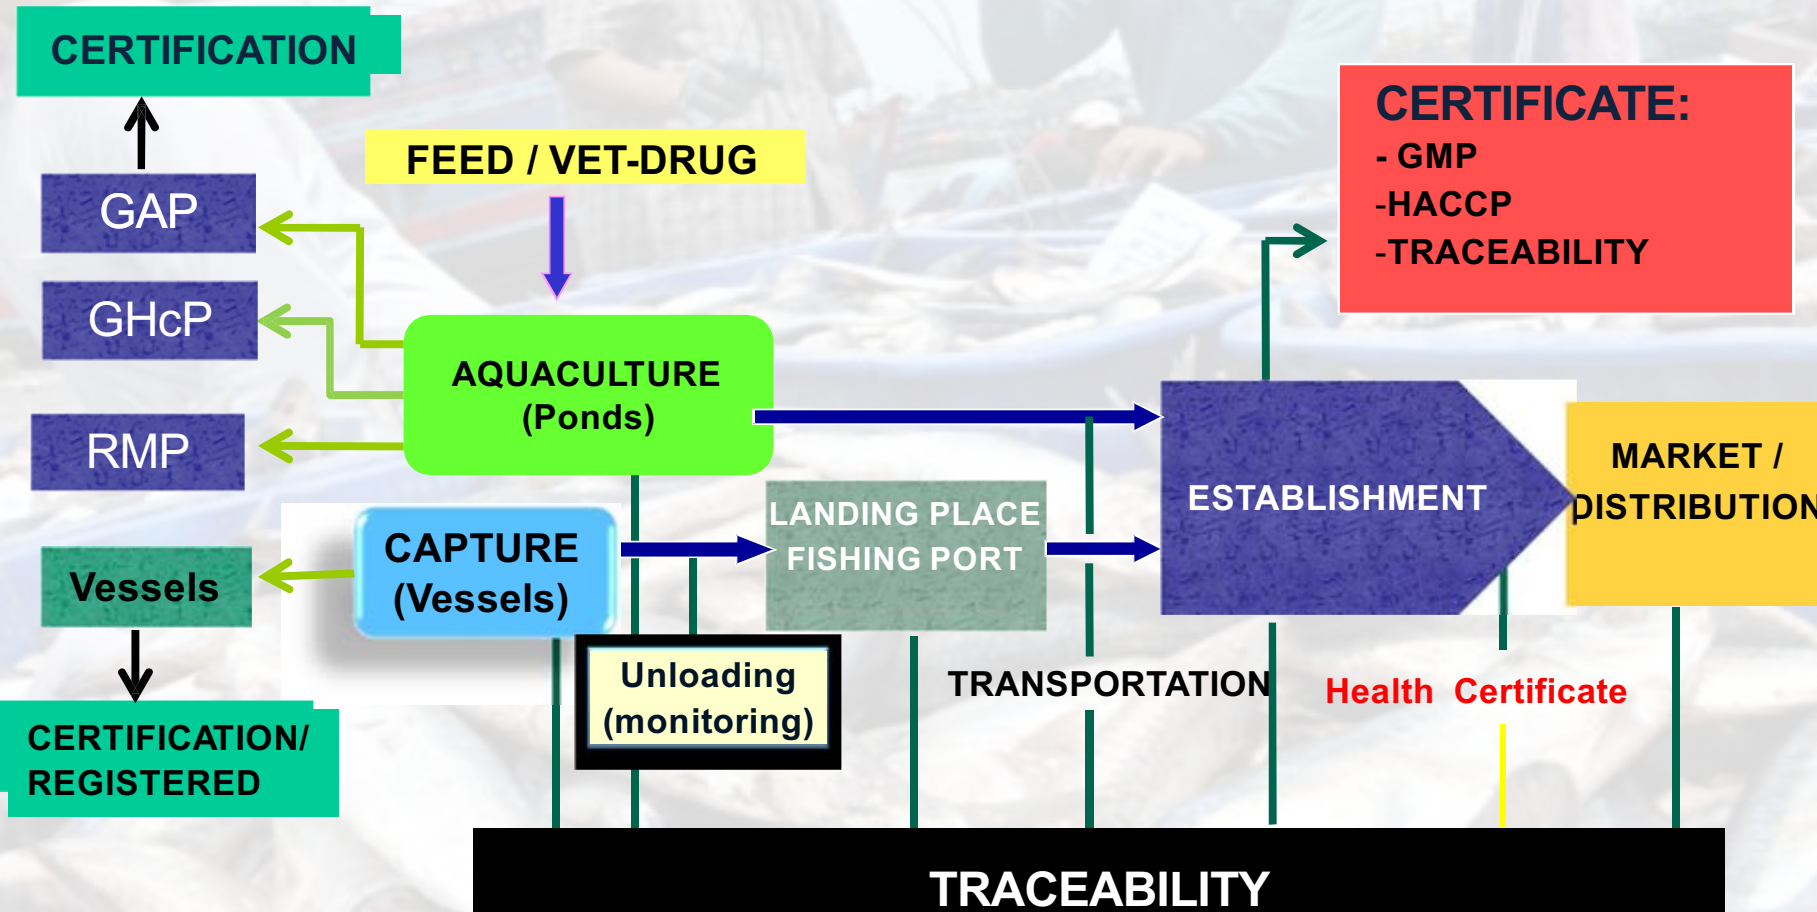 CERTIFICATION
FEED / VET-DRUG
CERTIFICATE:
- GMP
-HACCP
-TRACEABILITY
GAP
GHcP
RMP
AQUACULTURE
(Ponds)
LANDING PLACE
FISHING PORT
ESTABLISHMENT
MARKET /
DISTRIBUTION
Vessels
CAPTURE
(Vessels)
Unloading
(monitoring)
TRANSPORTATION
Health Certificate
CERTIFICATION/
REGISTERED
TRACEABILITY